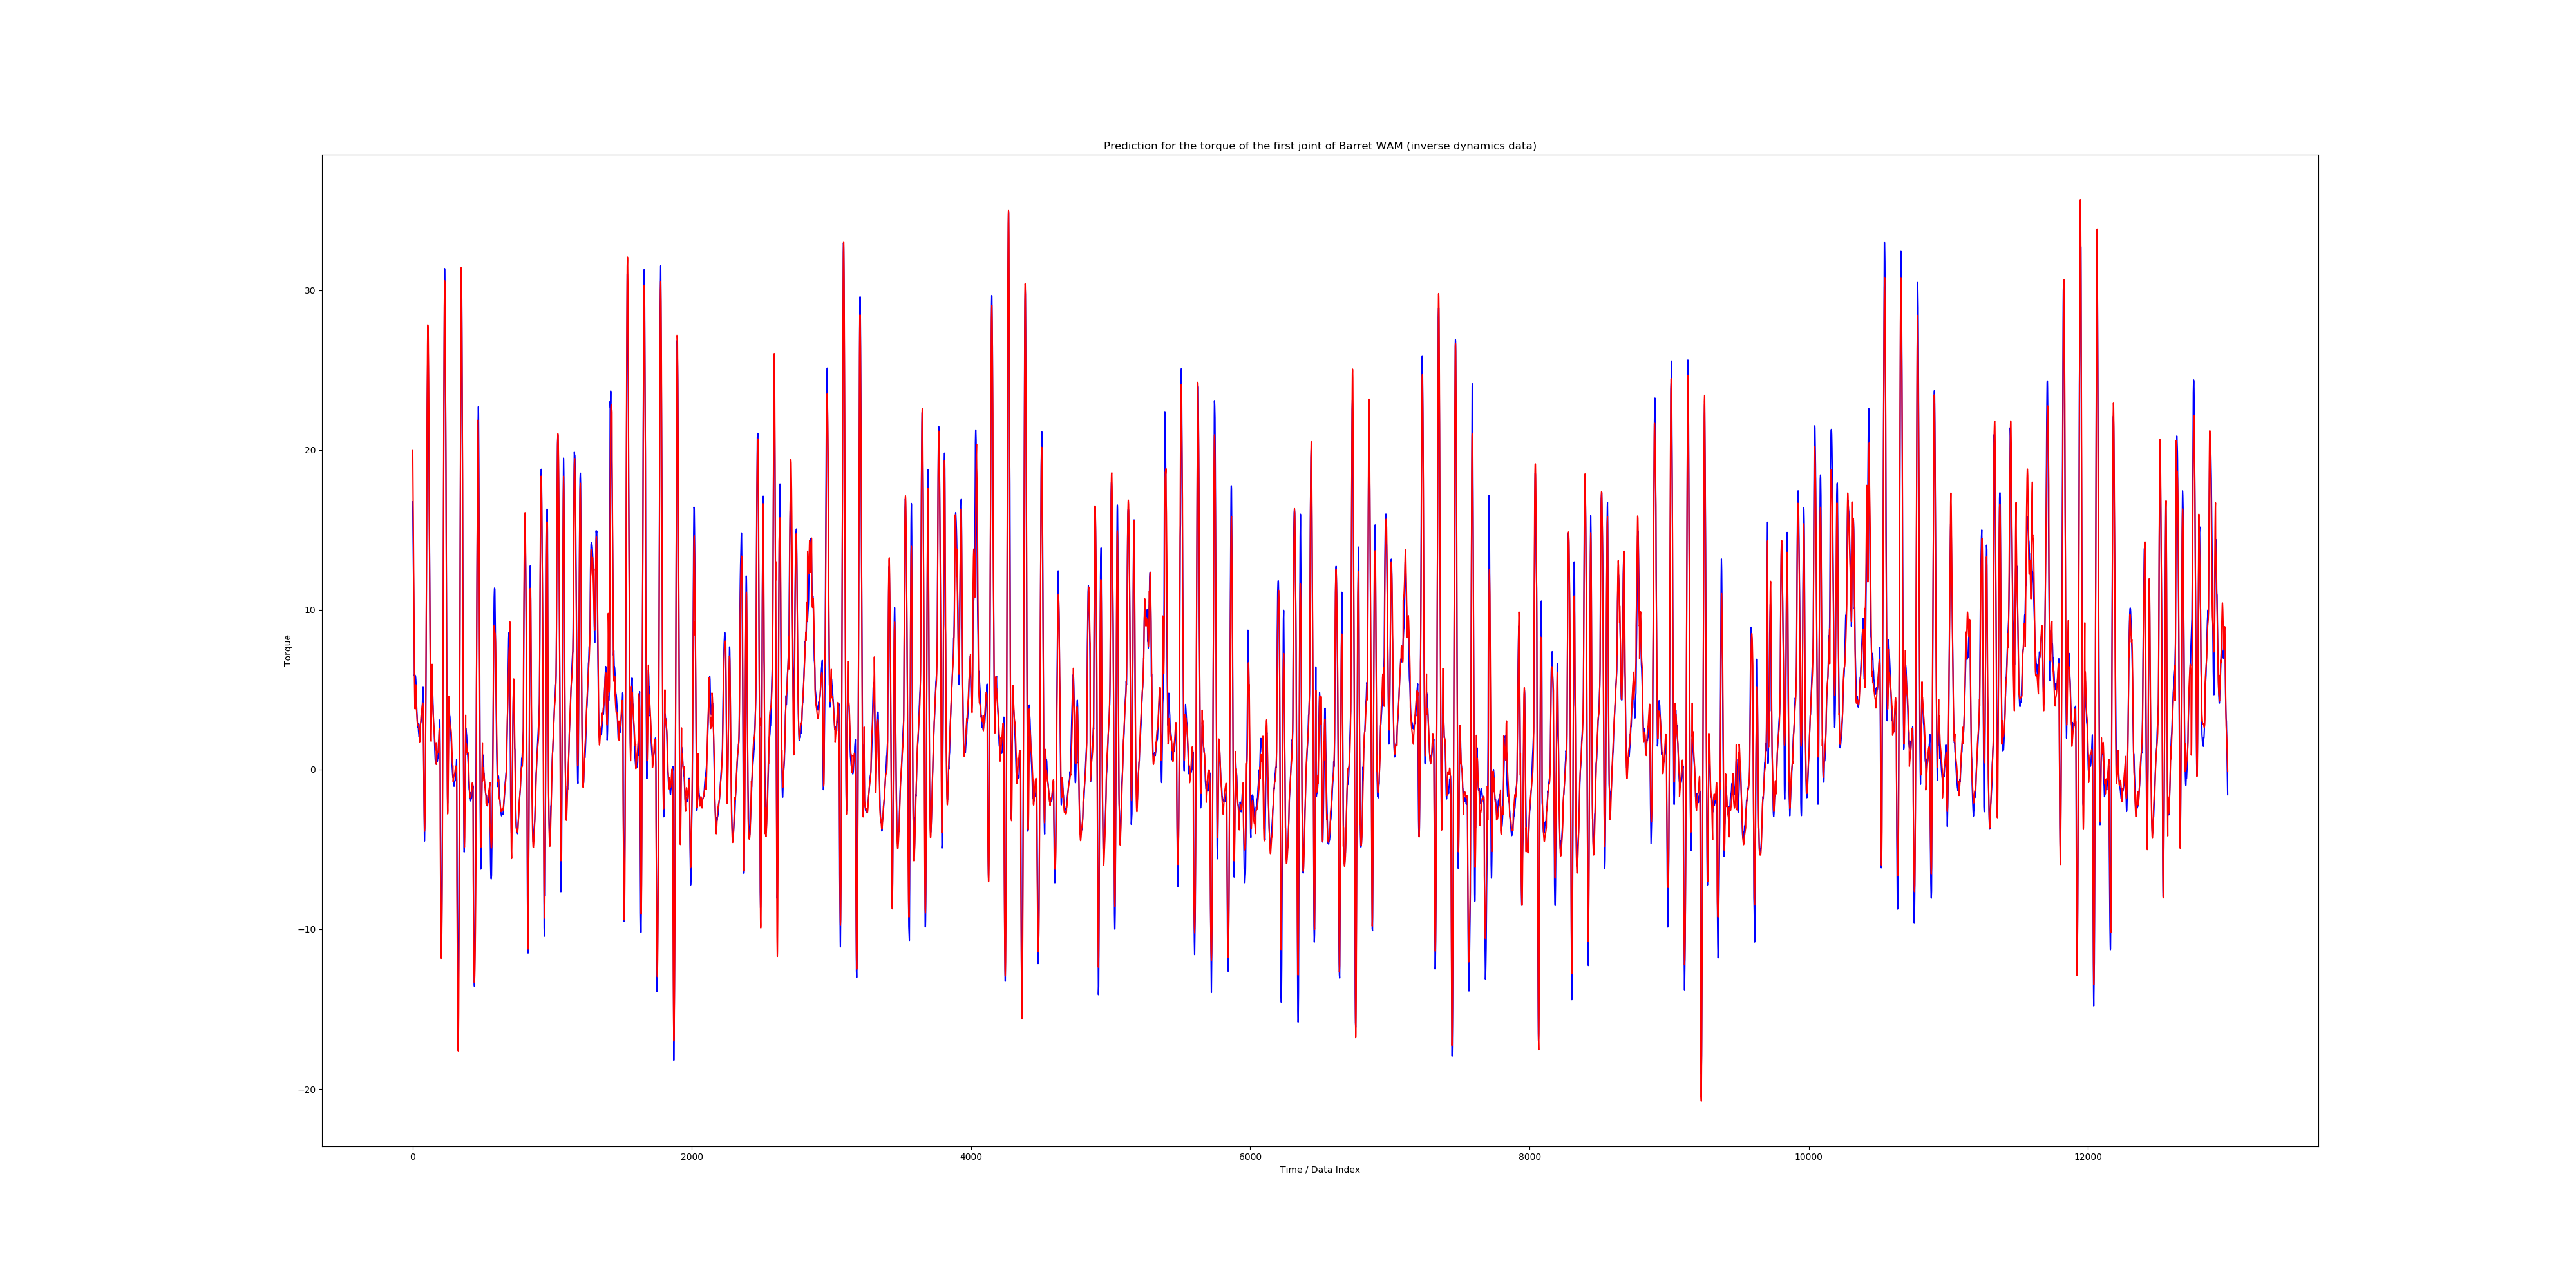 Prediction for the torque of the first joint of Barret WAM (inverse dynamics data)
30
20
10
0
−10
−20
Torque
0 2000 4000 6000 8000 10000 12000
Time / Data Index